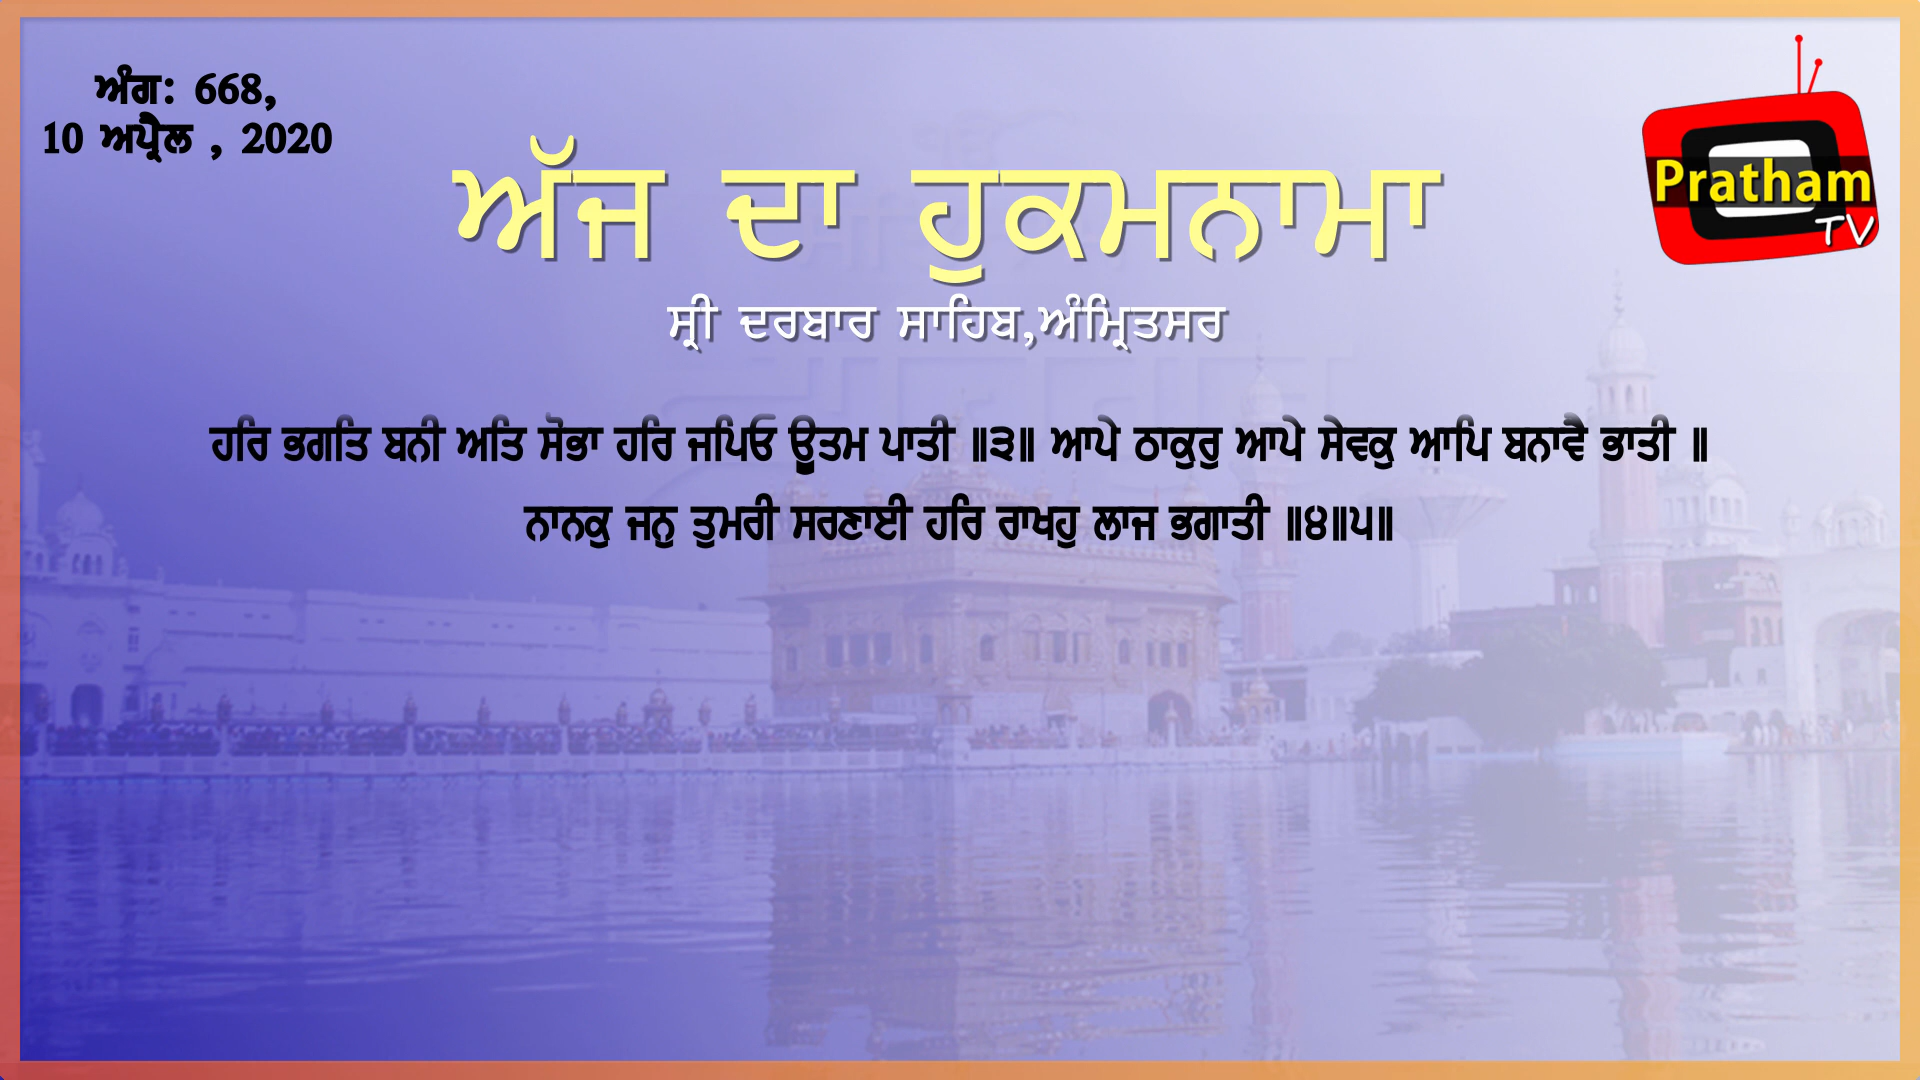 ਅੰਗ: 668,
10 ਅਪ੍ਰੈਲ , 2020
Pratham
TV
ਅੱਜ ਦਾ ਹੁਕਮਨਾਮਾ
ਸ੍ਰੀ ਦਰਬਾਰ ਸਾਹਿਬ,ਅੰਮ੍ਰਿਤਸਰ
ਹਰਿ ਭਗਤਿ ਬਨੀ ਅਤਿ ਸੋਭਾ ਹਰਿ ਜਪਿਓ ਊਤਮ ਪਾਤੀ ॥੩॥ ਆਪੇ ਠਾਕੁਰੁ ਆਪੇ ਸੇਵਕੁ ਆਪਿ ਬਨਾਵੈ ਭਾਤੀ ॥
ਨਾਨਕੁ ਜਨੁ ਤੁਮਰੀ ਸਰਣਾਈ ਹਰਿ ਰਾਖਹੁ ਲਾਜ ਭਗਾਤੀ ॥੪॥੫॥